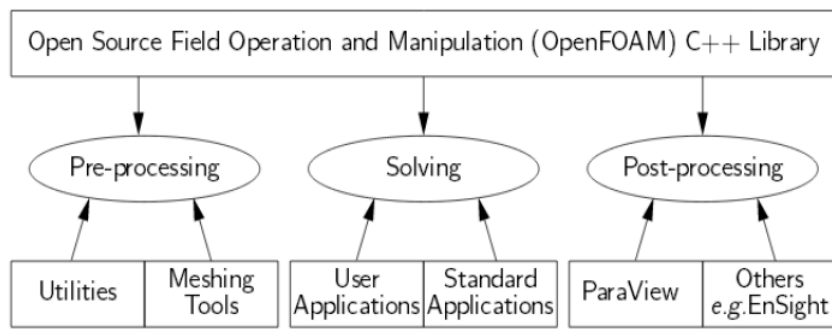 Open Source Field Operation and Manipulation (OpenFOAM) C++ Library
Pre-processing
Solving
Post-processing
Utilities
Meshing
Tools
User
Applications
Standard
Applications
ParaView
Others
e.g.EnSight